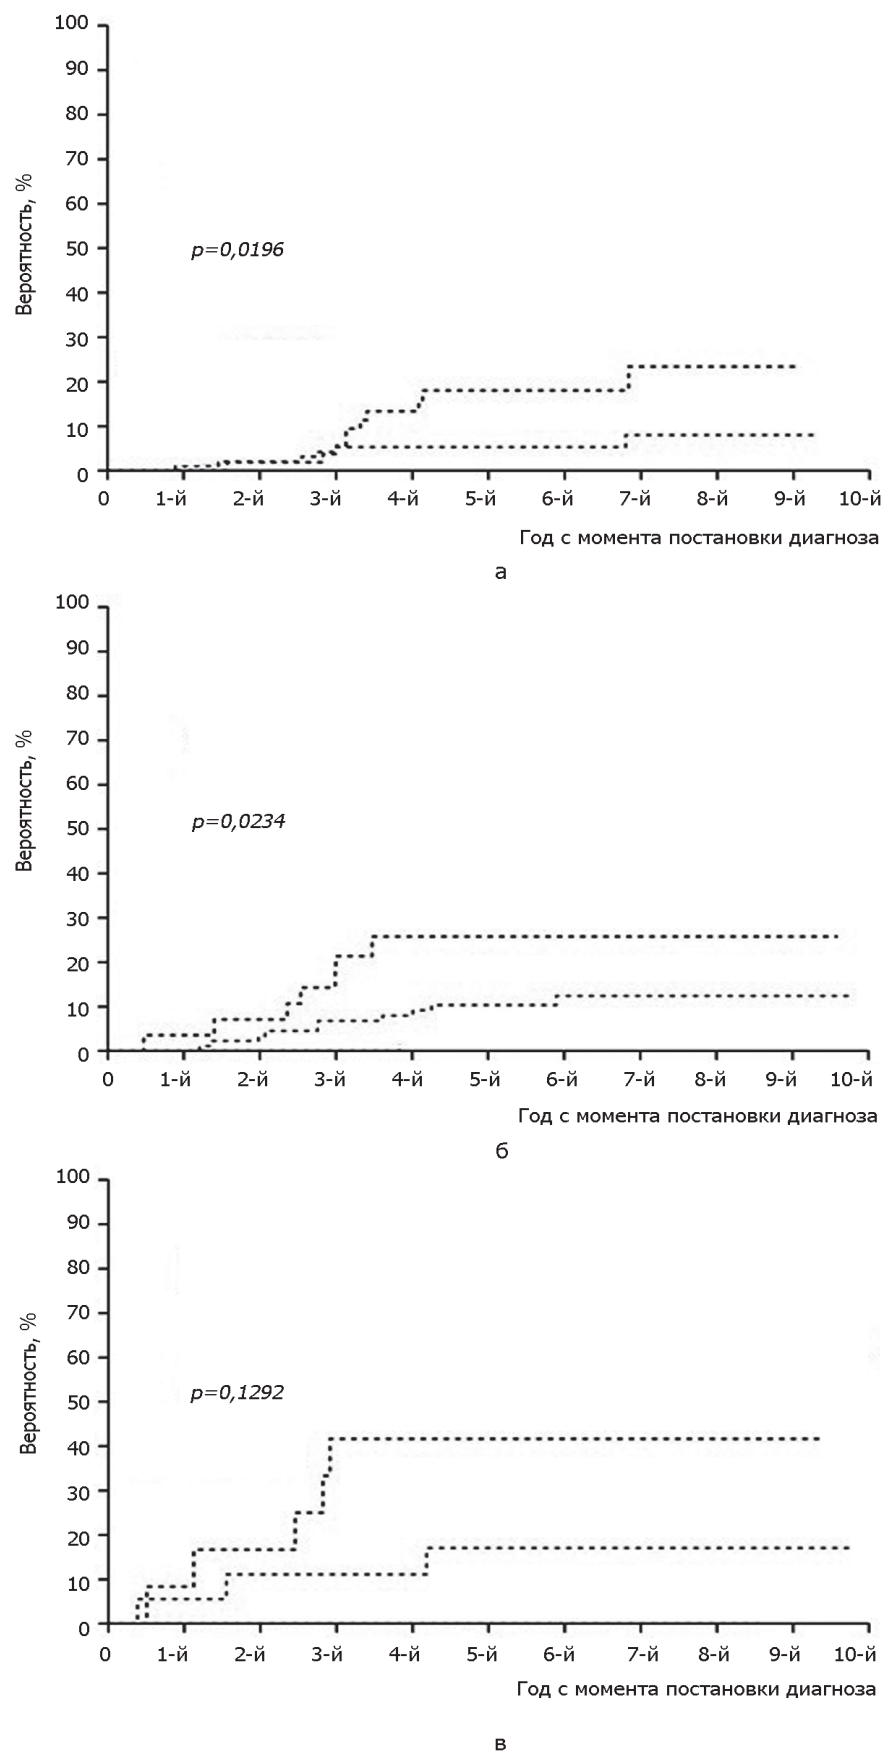 100
90
80
70
60
50
40
30
20
10
0
Вероятность, %
p=0,0196
0 1-й 2-й 3-й 4-й 5-й 6-й 7-й 8-й 9-й 10-й
Год с момента постановки диагноза
а
100
90
80
70
60
50
40
30
20
10
0
Вероятность, %
p=0,0234
0 1-й 2-й 3-й 4-й 5-й 6-й 7-й 8-й 9-й 10-й
Год с момента постановки диагноза
б
100
90
80
70
60
50
40
30
20
10
0
Вероятность, %
p=0,1292
0 1-й 2-й 3-й 4-й 5-й 6-й 7-й 8-й 9-й 10-й
Год с момента постановки диагноза
в